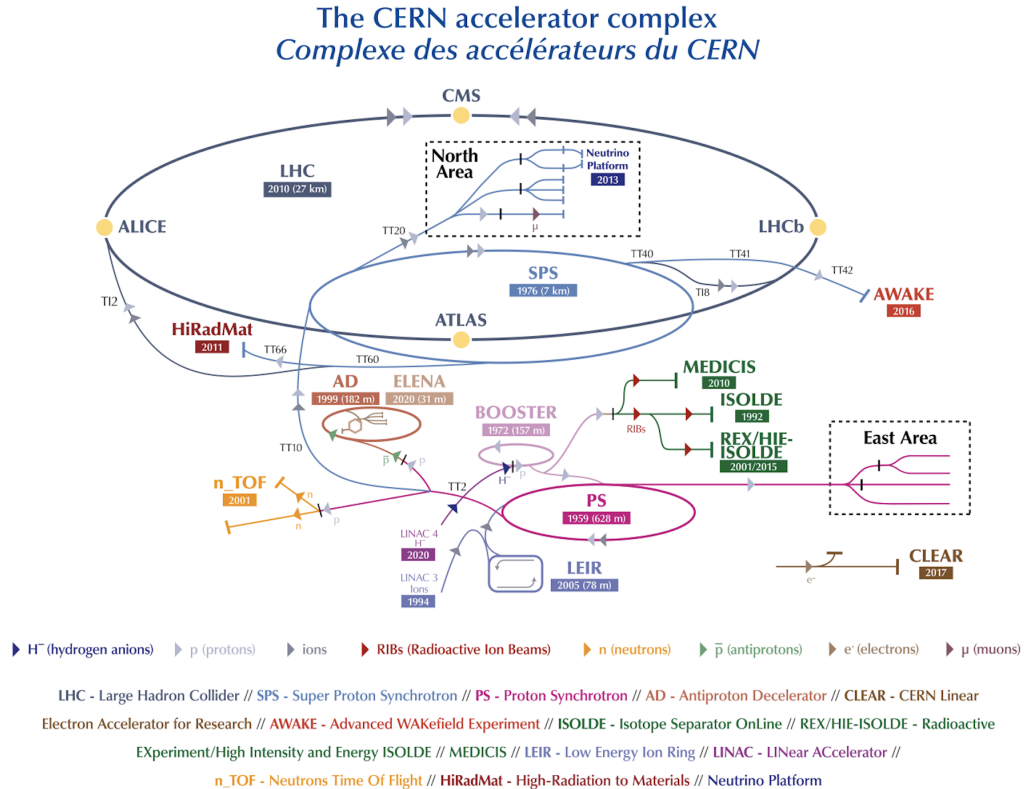 The CERN accelerator complex
Complexe des accélérateurs du CERN
CMS
North
Area
Neutrino
Platform
2013
LHC
2010 (27 km)
μ
ALICE
LHCb
TT20
TT40
TT41
SPS
1976 (7 km)
TT42
TI8
TI2
AWAKE
2016
ATLAS
HiRadMat
2011
TT66
TT60
AD
1999 (182 m)
ELENA
2020 (31 m)
MEDICIS
2010
BOOSTER
1972 (157 m)
ISOLDE
1992
RIBs
REX/HIE-
ISOLDE
2001/2015
East Area
TT10
p̅
p
H⁻
p
n_TOF
2001
n
n
p
TT2
PS
1959 (628 m)
LINAC 4
H⁻
2020
LINAC 3
Ions
1994
LEIR
2005 (78 m)
CLEAR
2017
e⁻
H⁻ (hydrogen anions)
p (protons)
ions
RIBs (Radioactive Ion Beams)
n (neutrons)
p̅ (antiprotons)
e⁻ (electrons)
μ (muons)
LHC - Large Hadron Collider // SPS - Super Proton Synchrotron // PS - Proton Synchrotron // AD - Antiproton Decelerator // CLEAR - CERN Linear
Electron Accelerator for Research // AWAKE - Advanced WAKefield Experiment // ISOLDE - Isotope Separator OnLine // REX/HIE-ISOLDE - Radioactive
EXperiment/High Intensity and Energy ISOLDE // MEDICIS // LEIR - Low Energy Ion Ring // LINAC - LINear ACcelerator //
n_TOF - Neutrons Time Of Flight // HiRadMat - High-Radiation to Materials // Neutrino Platform